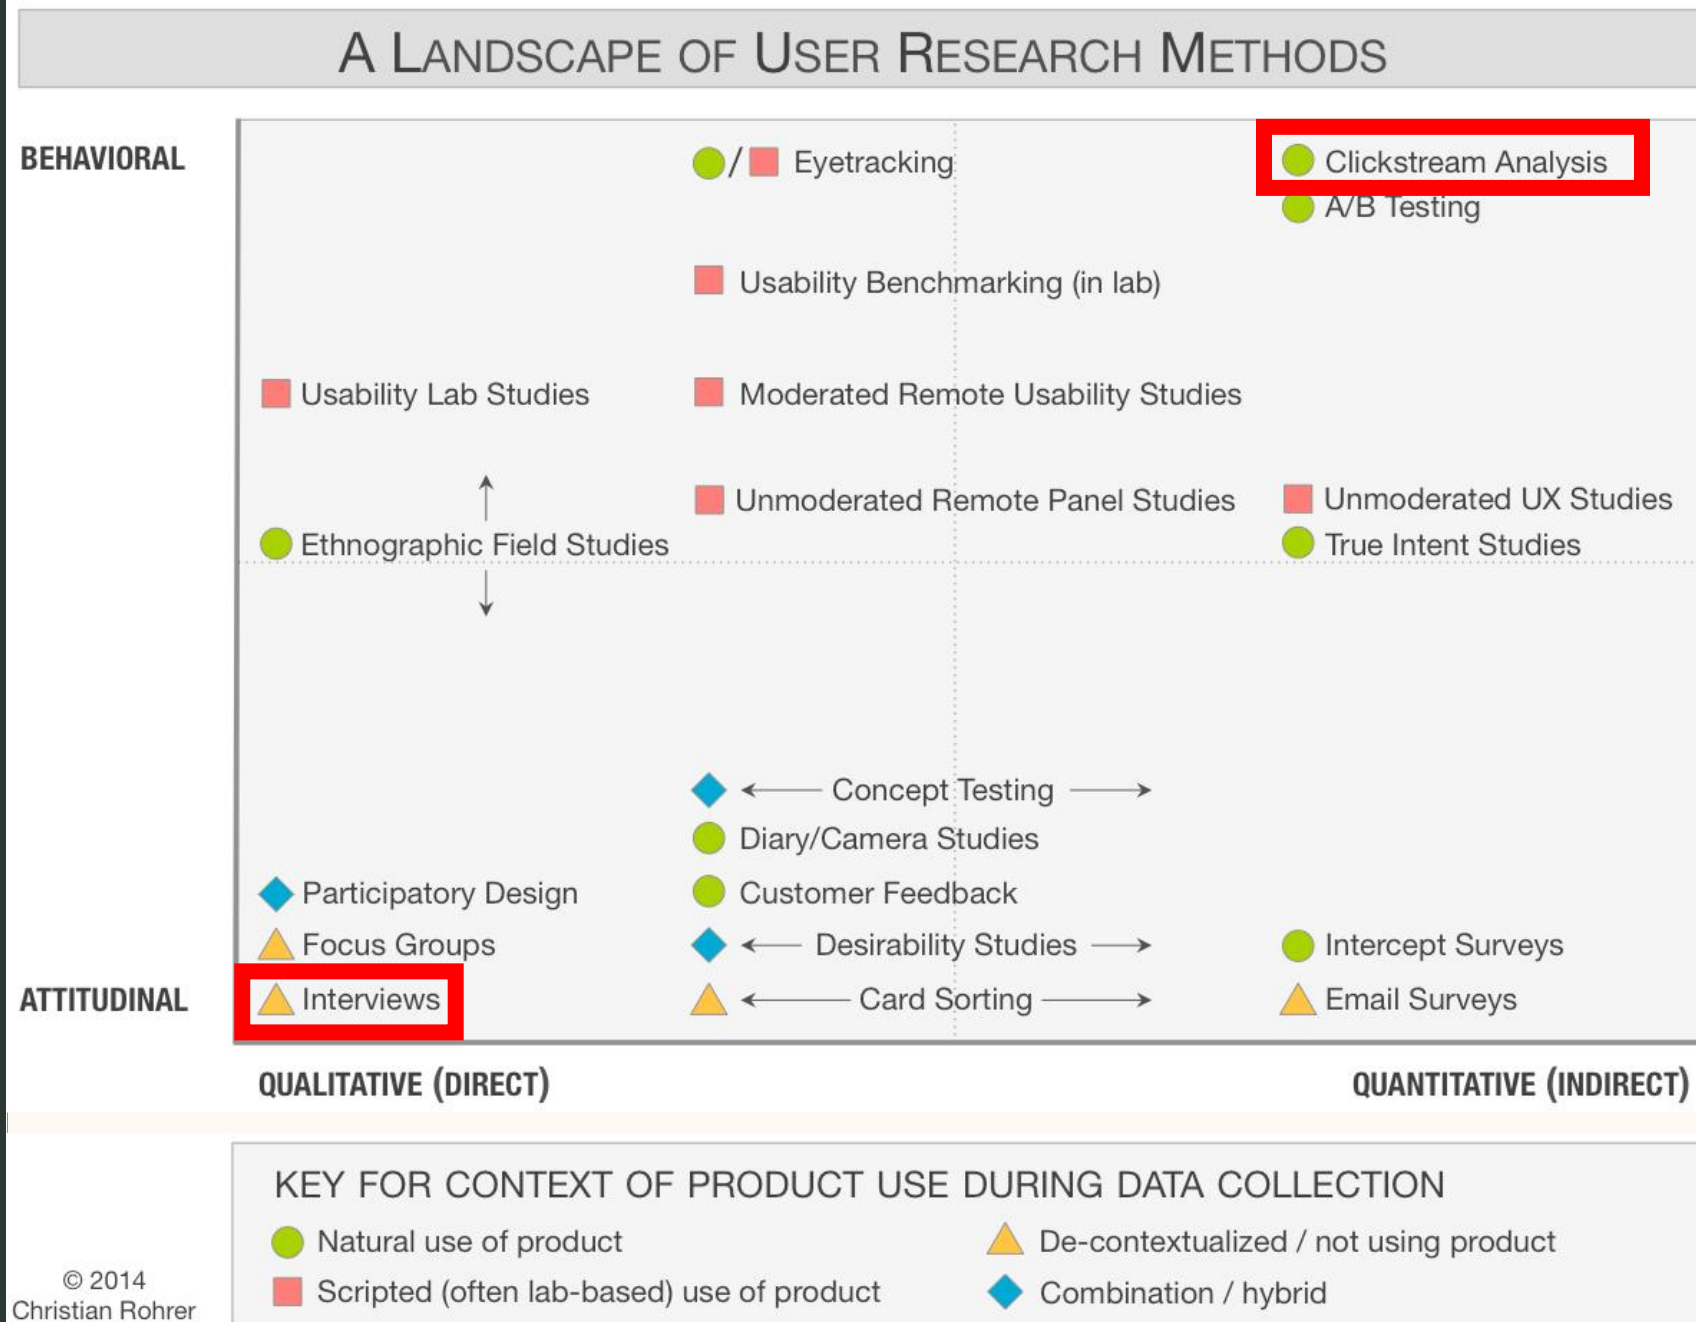 A LANDSCAPE OF USER RESEARCH METHODS
BEHAVIORAL
/ Eyetracking
Clickstream Analysis
A/B Testing
Usability Benchmarking (in lab)
Usability Lab Studies
Moderated Remote Usability Studies
Unmoderated Remote Panel Studies
Unmoderated UX Studies
Ethnographic Field Studies
True Intent Studies
Concept Testing
Diary/Camera Studies
Participatory Design
Customer Feedback
Focus Groups
Desirability Studies
Intercept Surveys
ATTITUDINAL
Interviews
Card Sorting
Email Surveys
QUALITATIVE (DIRECT)
QUANTITATIVE (INDIRECT)
KEY FOR CONTEXT OF PRODUCT USE DURING DATA COLLECTION
Natural use of product
De-contextualized / not using product
Scripted (often lab-based) use of product
Combination / hybrid
© 2014
Christian Rohrer